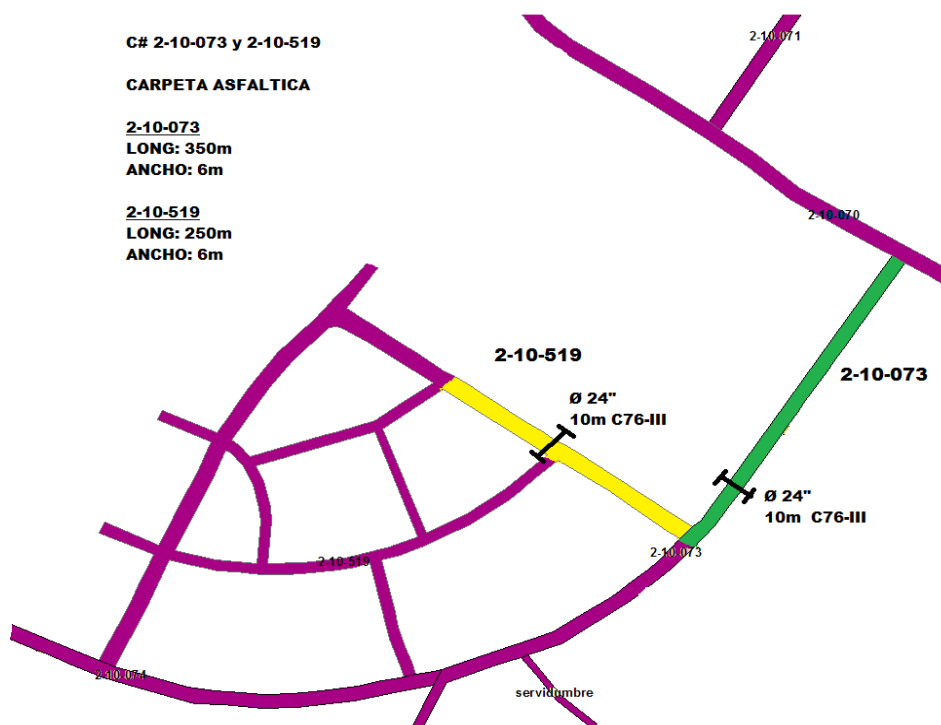 C# 2-10-073 y 2-10-519
CARPETA ASFALTICA
2-10-073
LONG: 350m
ANCHO: 6m
2-10-519
LONG: 250m
ANCHO: 6m
2-10-071
2-10-070
2-10-519
2-10-073
Ø 24"
10m C76-III
Ø 24"
10m C76-III
2-10-073
2-10-519
2-10-074
servidumbre